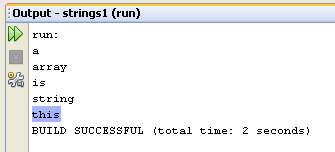 Output - strings1 (run)
run:
a
array
is
string
this
BUILD SUCCESSFUL (total time: 2 seconds)